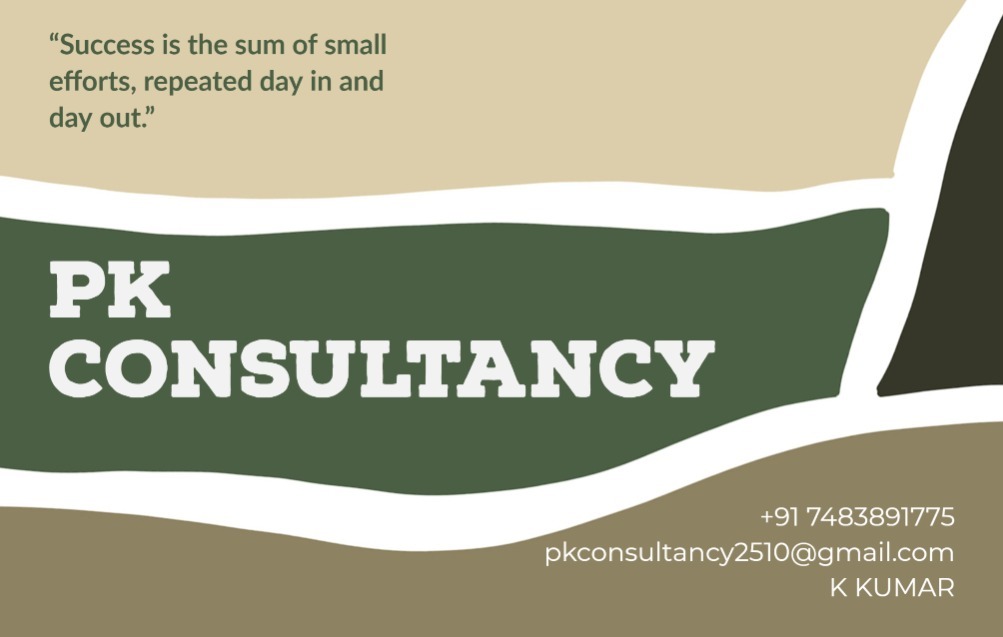 “Success is the sum of small
efforts, repeated day in and
day out.”
PK
CONSULTANCY
+91 7483891775
pkconsultancy2510@gmail.com
K KUMAR